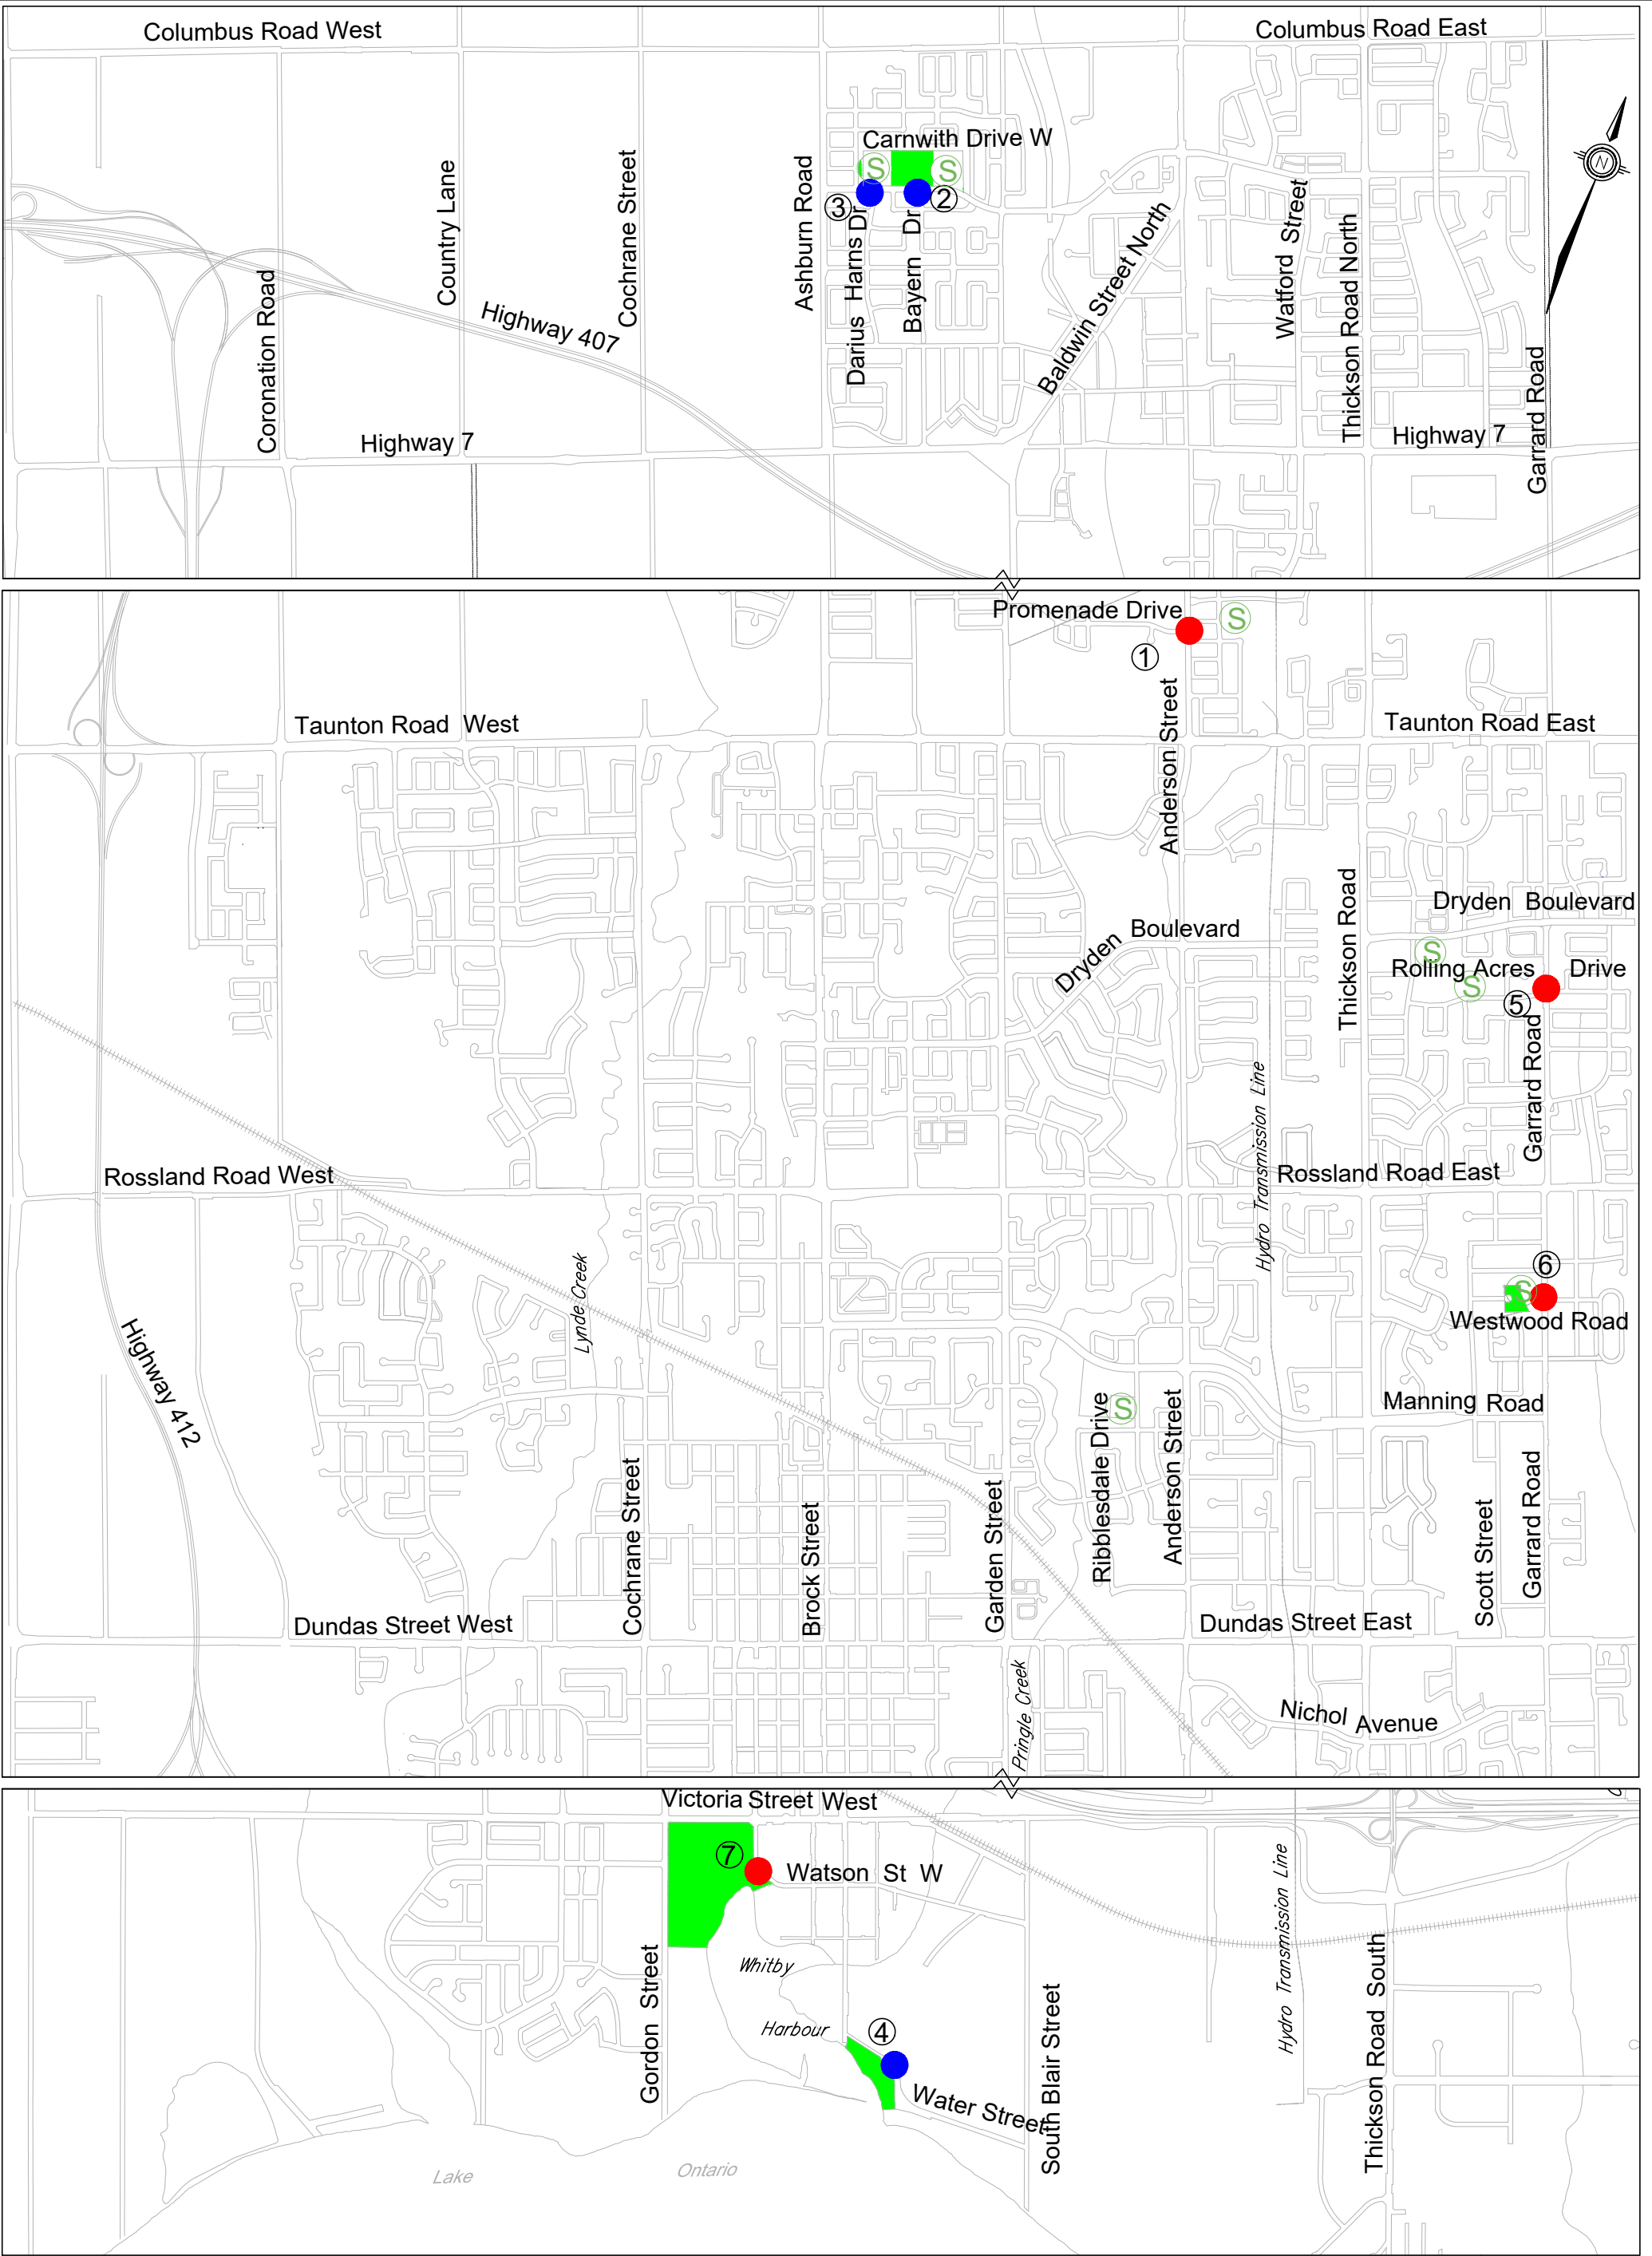 Columbus Road West
Columbus Road East
Carnwith Drive W
S
S
N
3
2
Country Lane
Cochrane Street
Ashburn Road
Darius Harns Dr
Bayern Dr
Baldwin Street North
Watford Street
Thickson Road North
Coronation Road
Highway 407
Garrard Road
Highway 7
Highway 7
Promenade Drive
S
1
Anderson Street
Taunton Road West
Taunton Road East
Thickson Road
Dryden Boulevard
Dryden Boulevard
S
Rolling Acres Drive
S
5
Garrard Road
Hydro Transmission Line
Rossland Road West
Rossland Road East
Lynde Creek
6
S
Westwood Road
Highway 412
Manning Road
S
Ribblesdale Drive
Anderson Street
Cochrane Street
Brock Street
Garden Street
Scott Street
Garrard Road
Dundas Street West
Dundas Street East
Pringle Creek
Nichol Avenue
Victoria Street West
7
Watson St W
Hydro Transmission Line
Whitby
Harbour
Gordon Street
4
Water Street
South Blair Street
Thickson Road South
Lake Ontario